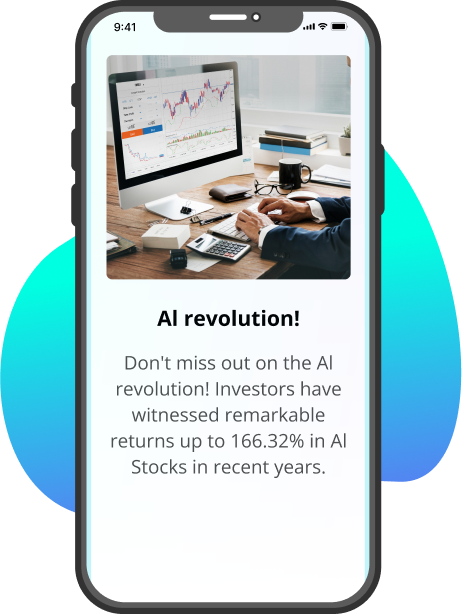 9:41
AI revolution!
Don't miss out on the AI
revolution! Investors have
witnessed remarkable
returns up to 166.32% in AI
Stocks in recent years.